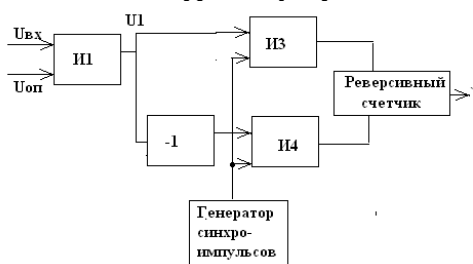 U1
Uвх
Uоп
И1
И3
Реверсивный
счетчик
-1
И4
Генератор
синхро-
импульсов